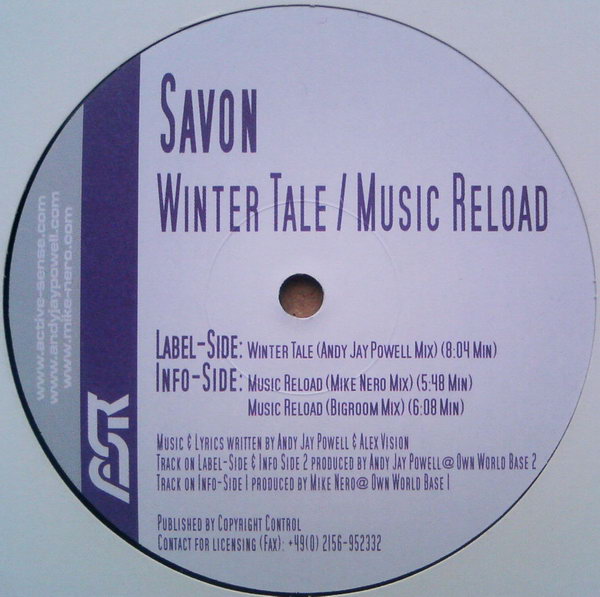 SAVON
WINTER TALE / MUSIC RELOAD
LABEL-SIDE: WINTER TALE (ANDY JAY POWELL MIX) (8:04 MIN)
INFO-SIDE: MUSIC RELOAD (MIKE NERO MIX) (5:48 MIN)
MUSIC RELOAD (BIGROOM MIX) (6:08 MIN)
MUSIC & LYRICS WRITTEN BY ANDY JAY POWELL & ALEX VISION
TRACK ON LABEL-SIDE & INFO SIDE 2 PRODUCED BY ANDY JAY POWELL@ OWN WORLD BASE 2
TRACK ON INFO-SIDE 1 PRODUCED BY MIKE NERO@ OWN WORLD BASE 1
PUBLISHED BY COPYRIGHT CONTROL
CONTACT FOR LICENSING (FAX): +49(0) 2156-952332
www.active-sense.com
www.andyjaypowell.com
www.mike-nero.com
ASR